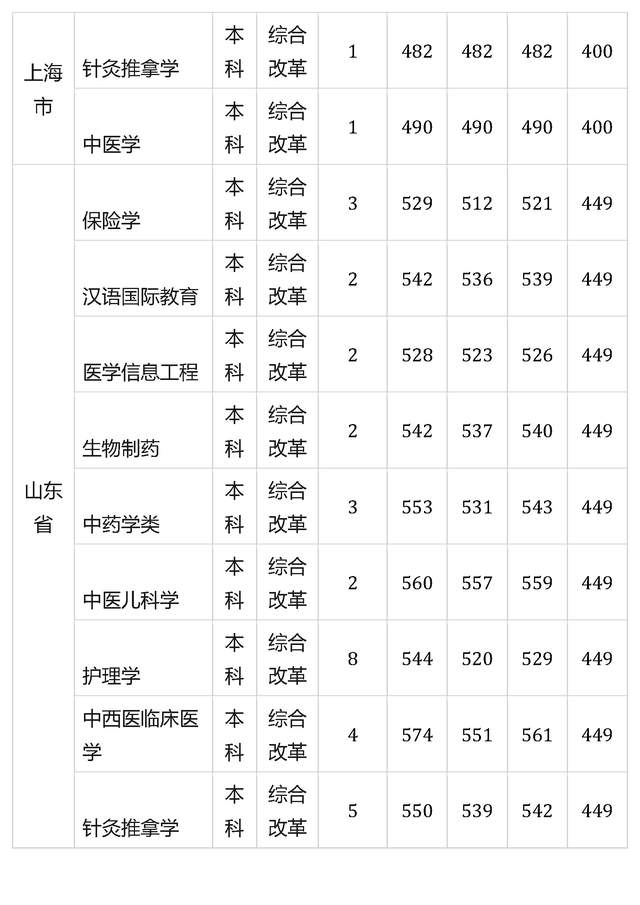 上海市 针灸推拿学 本科 综合改革 1 482 482 482 400
中医学 本科 综合改革 1 490 490 490 400
山东省 保险学 本科 综合改革 3 529 512 521 449
汉语国际教育 本科 综合改革 2 542 536 539 449
医学信息工程 本科 综合改革 2 528 523 526 449
生物制药 本科 综合改革 2 542 537 540 449
中药学类 本科 综合改革 3 553 531 543 449
中医儿科学 本科 综合改革 2 560 557 559 449
护理学 本科 综合改革 8 544 520 529 449
中西医临床医学 本科 综合改革 4 574 551 561 449
针灸推拿学 本科 综合改革 5 550 539 542 449